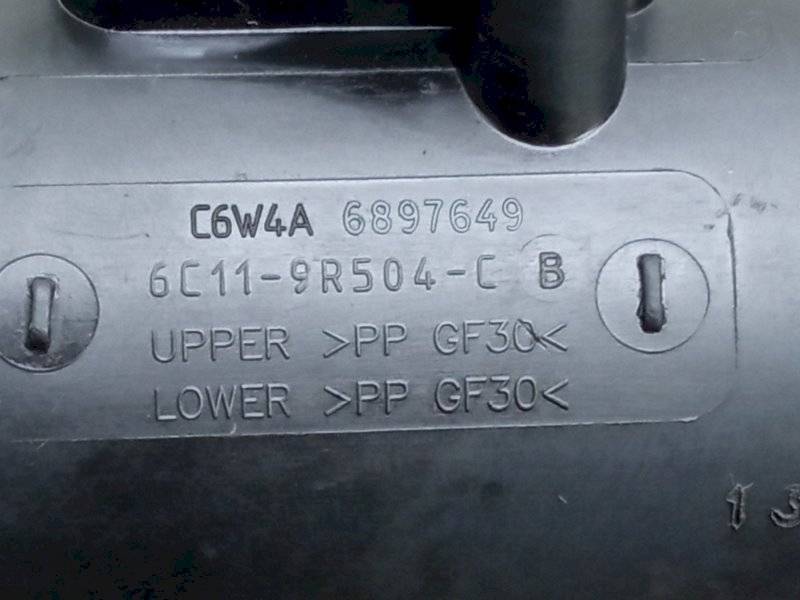 C6W4A 6897649
6C11-9R504-C B
UPPER >PP GF30<
LOWER >PP GF30<